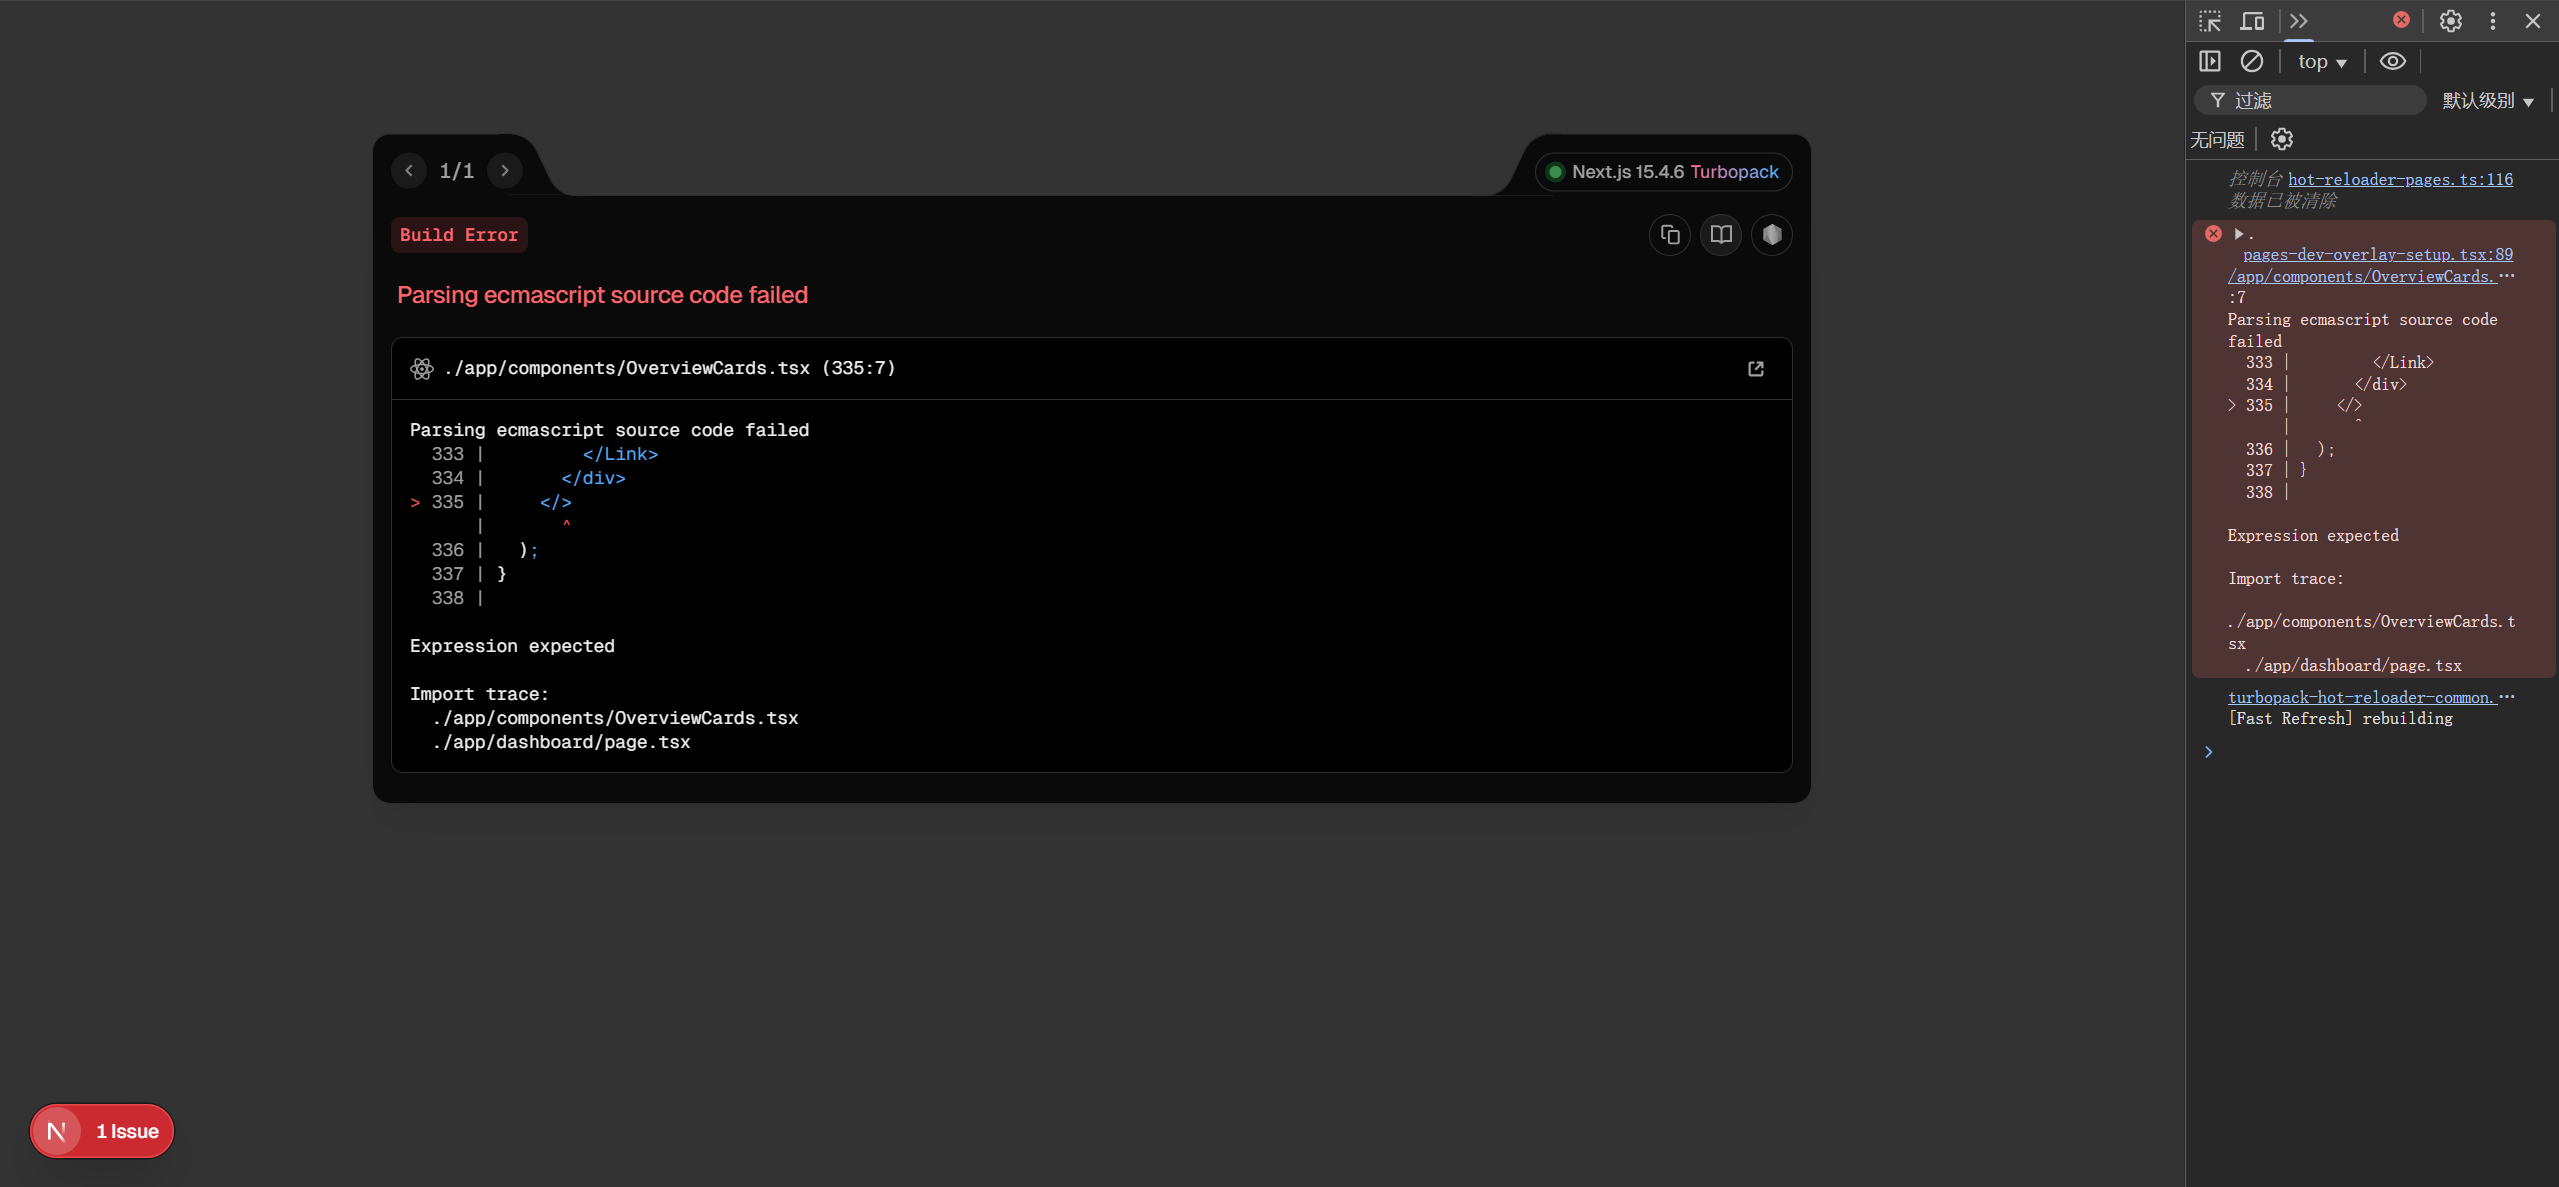 1/1
Next.js 15.4.6 Turbopack
Build Error
Parsing ecmascript source code failed
./app/components/OverviewCards.tsx (335:7)
Parsing ecmascript source code failed
333 |         </Link>
334 |       </div>
> 335 |     </>
|       ^
336 |   );
337 | }
338 |
Expression expected
Import trace:
./app/components/OverviewCards.tsx
./app/dashboard/page.tsx
1 Issue
top
过滤
默认级别
无问题
控制台 hot-reloader-pages.ts:116
数据已被清除
.
pages-dev-overlay-setup.tsx:89
/app/components/OverviewCards.…
:7
Parsing ecmascript source code
failed
333 |         </Link>
334 |       </div>
> 335 |     </>
|       ^
336 |   );
337 | }
338 |
Expression expected
Import trace:
./app/components/OverviewCards.t
sx
./app/dashboard/page.tsx
turbopack-hot-reloader-common.…
[Fast Refresh] rebuilding